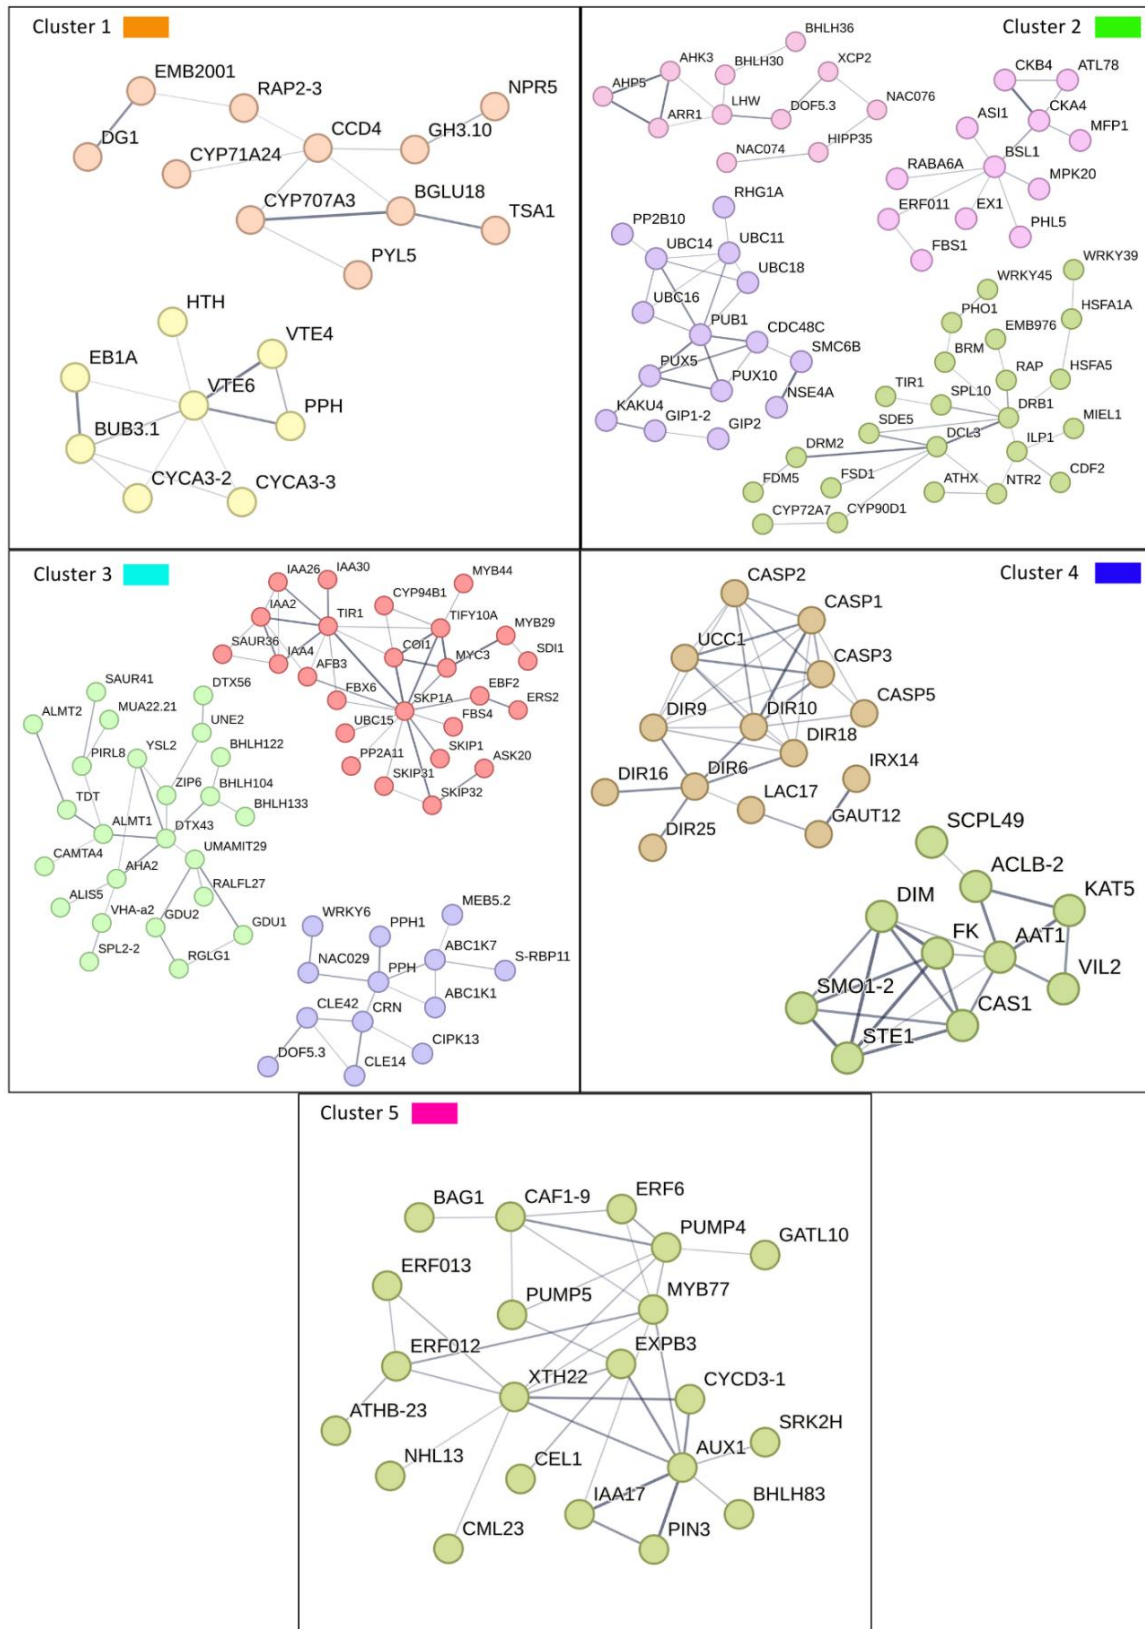 Cluster 1
EMB2001
RAP2-3
NPR5
DG1
CCD4
GH3.10
CYP71A24
CYP707A3
BGLU18
TSA1
PYL5
HTH
VTE4
EB1A
VTE6
PPH
BUB3.1
CYCA3-2
CYCA3-3
Cluster 2
BHLH36
AHK3
BHLH30
XCP2
AHP5
ARR1
LHW
DOF5.3
NAC076
NAC074
HIPP35
CKB4
ATL78
ASI1
CKA4
MFP1
BSL1
RABA6A
MPK20
ERF011
EX1
PHL5
FBS1
RHG1A
PP2B10
UBC14
UBC11
UBC18
UBC16
PUB1
CDC48C
SMC6B
PUX5
PUX10
NSE4A
KAKU4
GIP1-2
GIP2
WRKY39
WRKY45
PHO1
HSFA1A
EMB976
BRM
RAP
HSFA5
TIR1
SPL10
DRB1
SDE5
MIEL1
DCL3
ILP1
DRM2
FDM5
FSD1
ATHX
NTR2
CDF2
CYP72A7
CYP90D1
Cluster 3
IAA26
IAA30
MYB44
CYP94B1
IAA2
TIR1
TIFY10A
MYB29
SAUR36
IAA4
COI1
MYC3
SDI1
AFB3
FBX6
SKP1A
EBF2
ERS2
UBC15
FBS4
PP2A11
SKIP1
SKIP31
ASK20
SKIP32
SAUR41
DTX56
ALMT2
MUA22.21
UNE2
PIRL8
YSL2
BHLH122
ZIP6
BHLH104
TDT
BHLH133
ALMT1
DTX43
CAMTA4
UMAMIT29
AHA2
ALIS5
RALFL27
VHA-a2
GDU2
GDU1
SPL2-2
RGLG1
MEB5.2
WRKY6
PPH1
NAC029
PPH
ABC1K7
S-RBP11
ABC1K1
CLE42
CRN
CIPK13
DOF5.3
CLE14
Cluster 4
CASP2
CASP1
UCC1
CASP3
CASP5
DIR9
DIR10
DIR18
DIR16
DIR6
IRX14
LAC17
DIR25
GAUT12
SCPL49
ACLB-2
DIM
KAT5
FK
AAT1
SMO1-2
VIL2
CAS1
STE1
Cluster 5
BAG1
CAF1-9
ERF6
PUMP4
GATL10
ERF013
PUMP5
MYB77
ERF012
EXPB3
XTH22
CYCD3-1
ATHB-23
SRK2H
NHL13
CEL1
AUX1
IAA17
BHLH83
CML23
PIN3